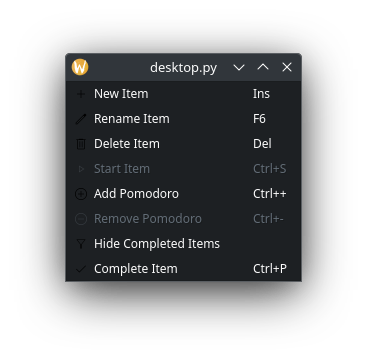 desktop.py
New Item Ins
Rename Item F6
Delete Item Del
Start Item Ctrl+S
Add Pomodoro Ctrl++
Remove Pomodoro Ctrl+-
Hide Completed Items
Complete Item Ctrl+P